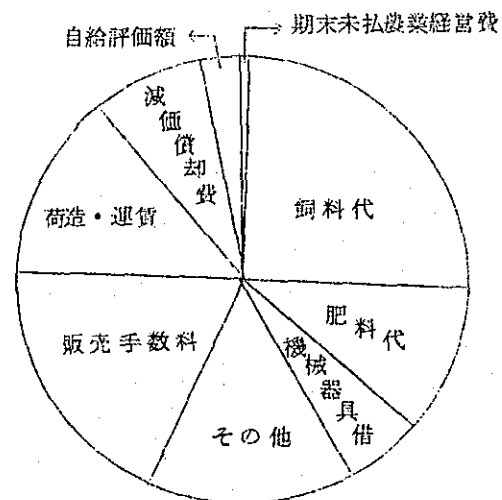 自給評価額
期末未払農業経営費
減価償却費
飼料代
荷造・運賃
肥料代
機械器具借
販売手数料
その他